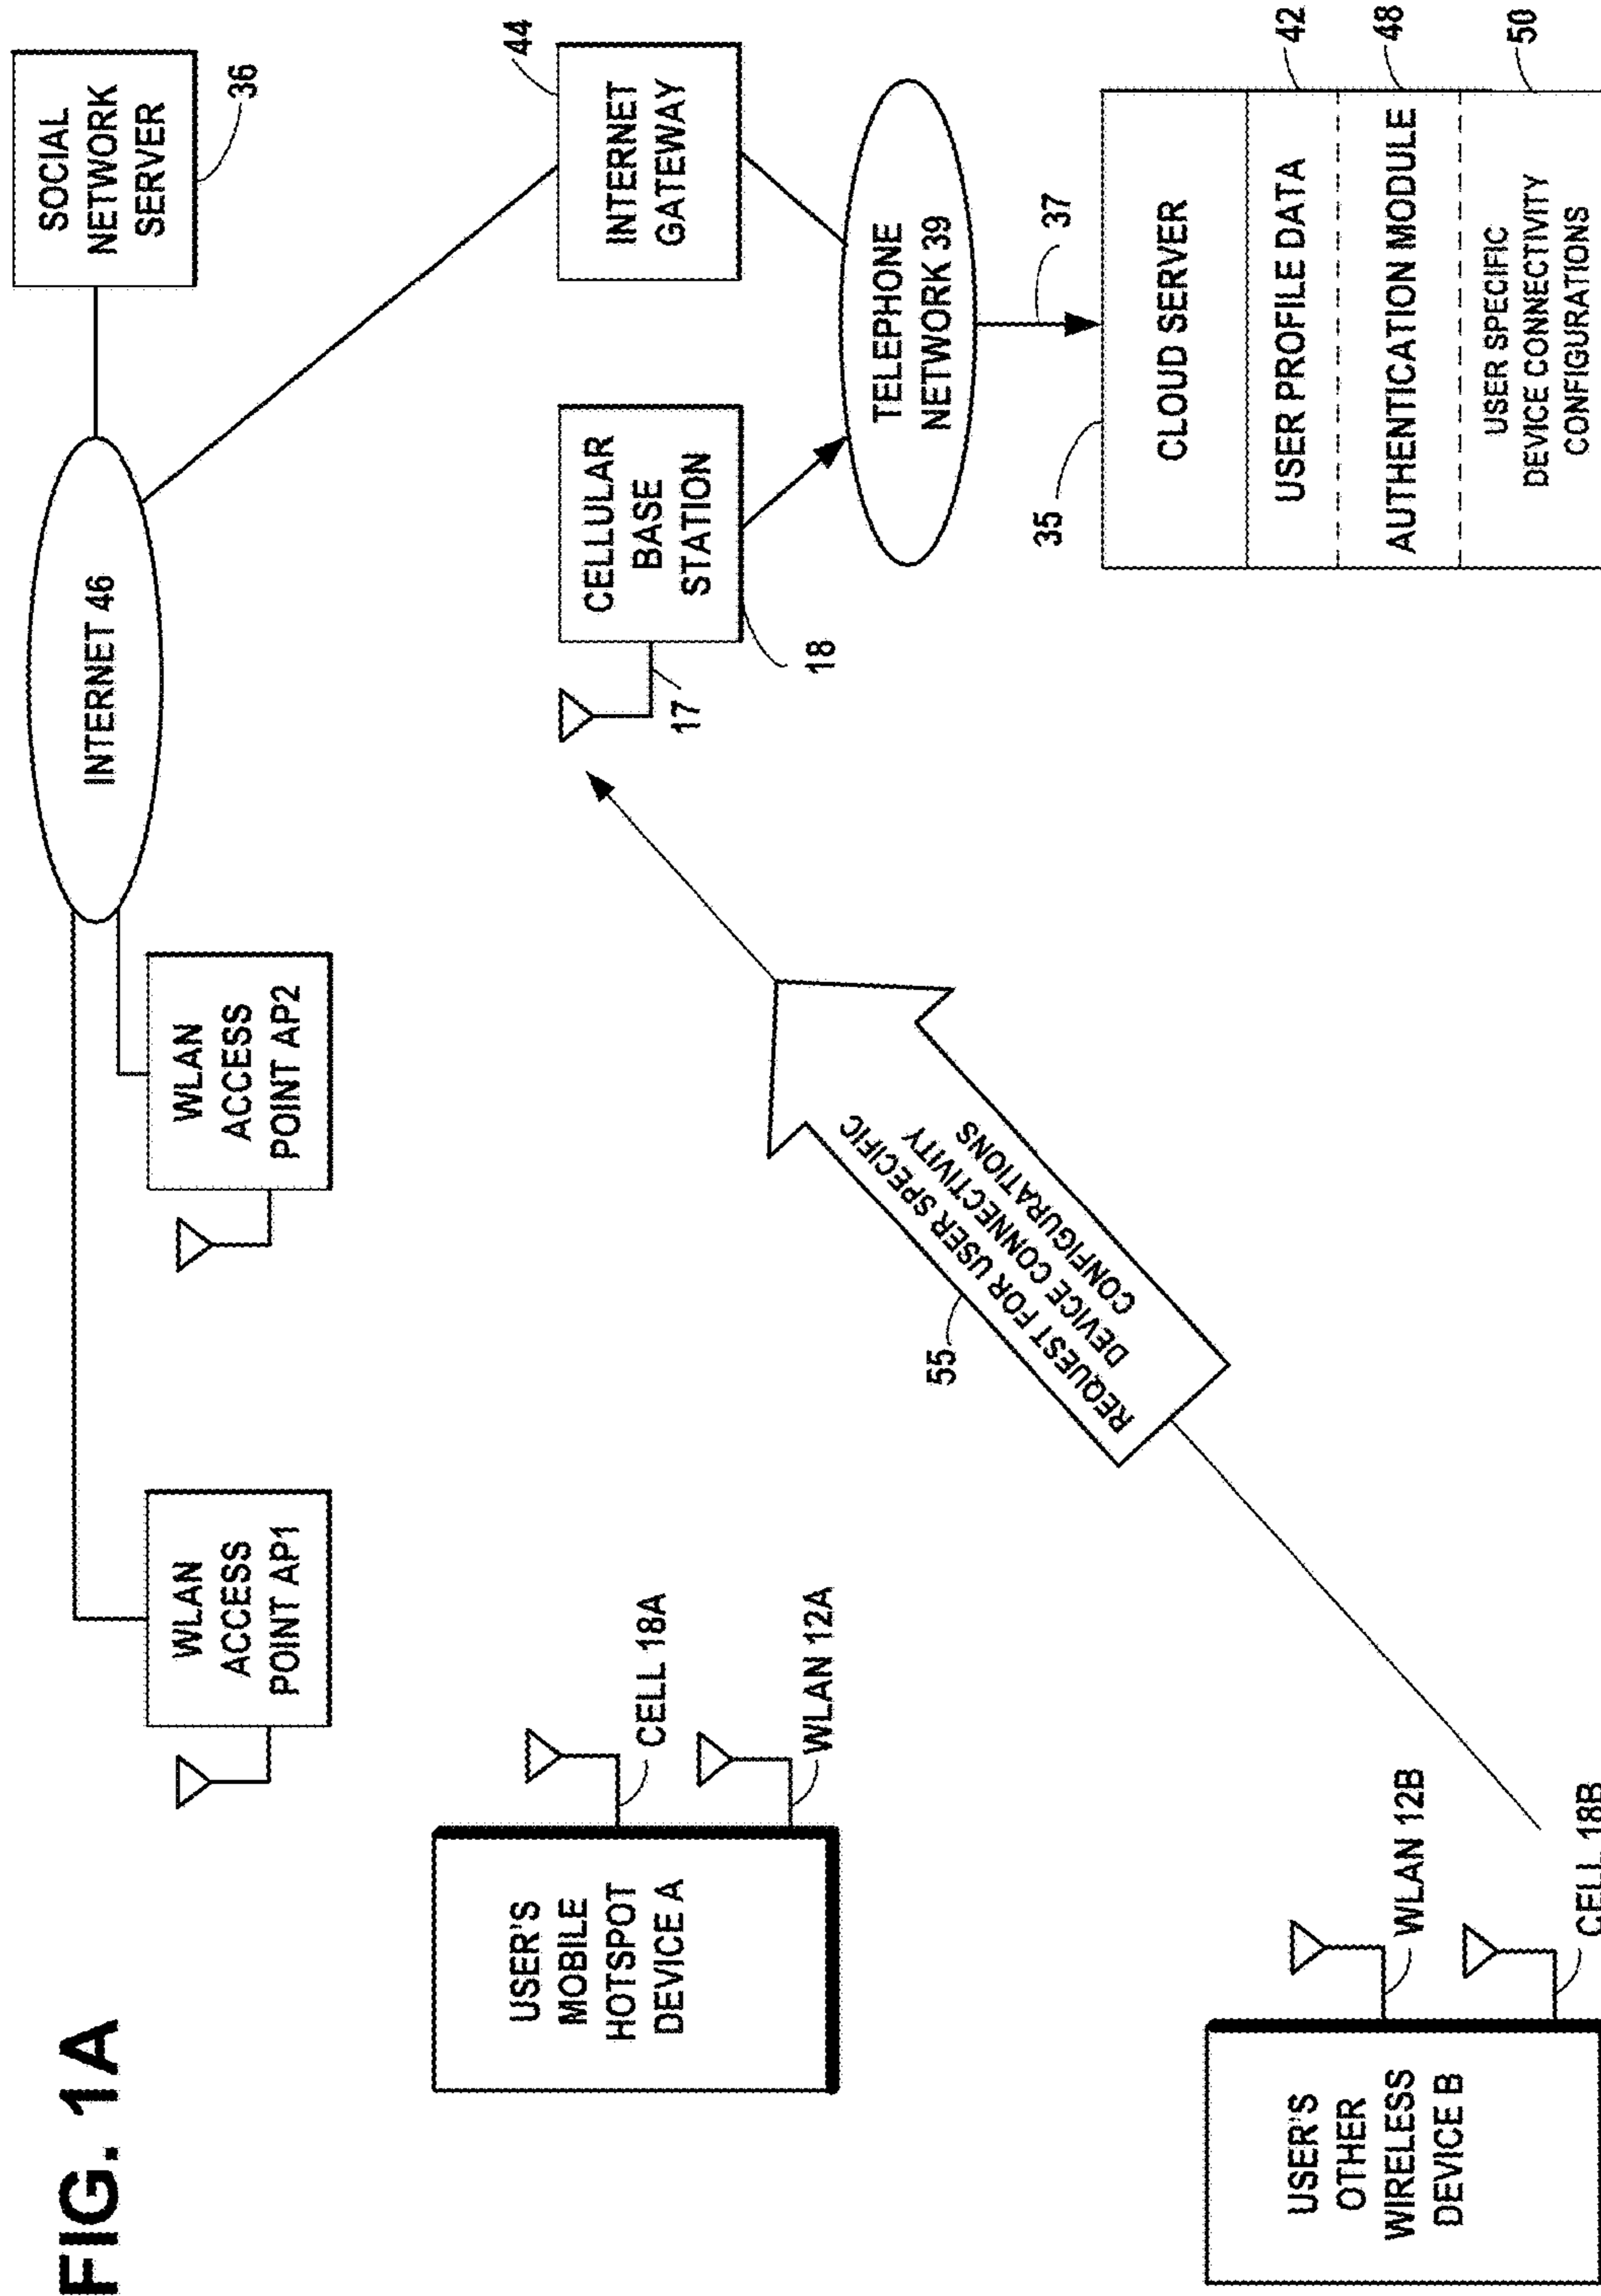 FIG. 1A
SOCIAL
NETWORK
SERVER
36
INTERNET 46
WLAN
ACCESS
POINT AP2
WLAN
ACCESS
POINT AP1
44
INTERNET
GATEWAY
CELLULAR
BASE
STATION
17
18
USER'S
MOBILE
HOTSPOT
DEVICE A
CELL 18A
WLAN 12A
TELEPHONE
NETWORK 39
37
55
REQUEST FOR USER SPECIFIC
DEVICE CONNECTIVITY
CONFIGURATIONS
35
CLOUD SERVER
USER PROFILE DATA
42
AUTHENTICATION MODULE
48
USER SPECIFIC
DEVICE CONNECTIVITY
CONFIGURATIONS
50
USER'S
OTHER
WIRELESS
DEVICE B
WLAN 12B
CELL 18B